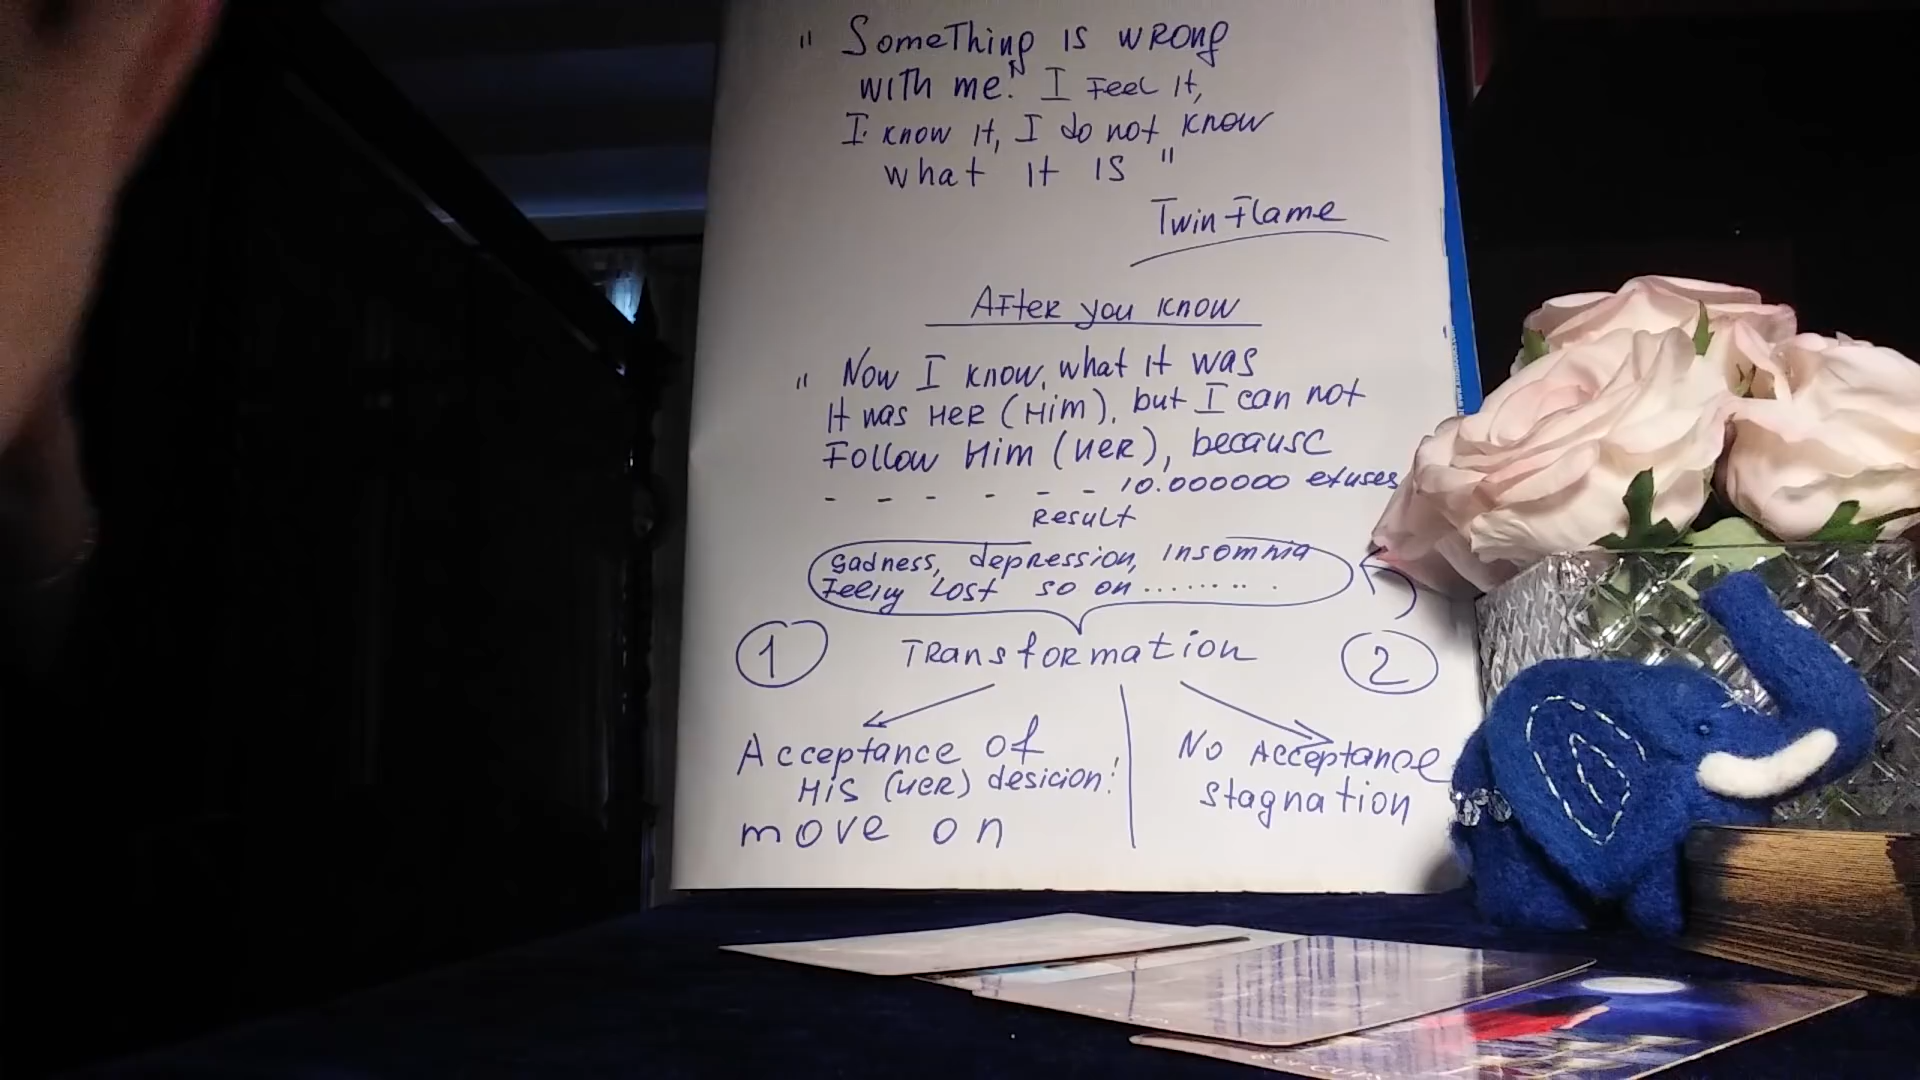 " Something is wrong
with me." I feel it,
I know it, I do not know
what it is "
Twin Flame
After you know
" Now I know, what it was
It was Her (Him), but I can not
Follow Him (Her), because
- - - - - - 10.000000 exuses
Result
sadness, depression, insomnia
Feeliy Lost so on.........
1 Transformation 2
Acceptance of
His (Her) desicion!
move on
No Acceptance
stagnation